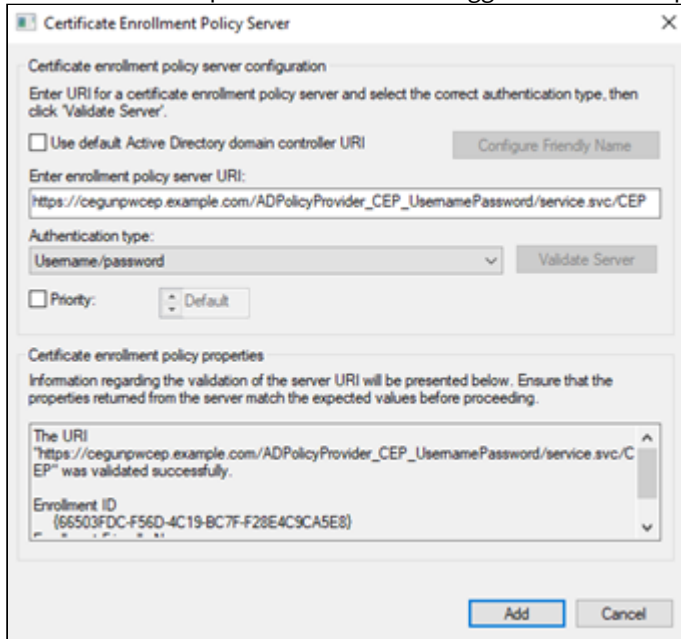 Certificate Enrollment Policy Server
Certificate enrollment policy server configuration
Enter URI for a certificate enrollment policy server and select the correct authentication type, then
click 'Validate Server'.
Use default Active Directory domain controller URI
Configure Friendly Name
Enter enrollment policy server URI:
https://cegunpwcep.example.com/ADPolicyProvider_CEP_UsernamePassword/service.svc/CEP
Authentication type:
Username/password
Validate Server
Priority:
Default
Certificate enrollment policy properties
Information regarding the validation of the server URI will be presented below. Ensure that the
properties returned from the server match the expected values before proceeding.
The URI
"https://cegunpwcep.example.com/ADPolicyProvider_CEP_UsernamePassword/service.svc/C
EP" was validated successfully.
Enrollment ID
{66503FDC-F56D-4C19-BC7F-F28E4C9CA5E8}
Add
Cancel